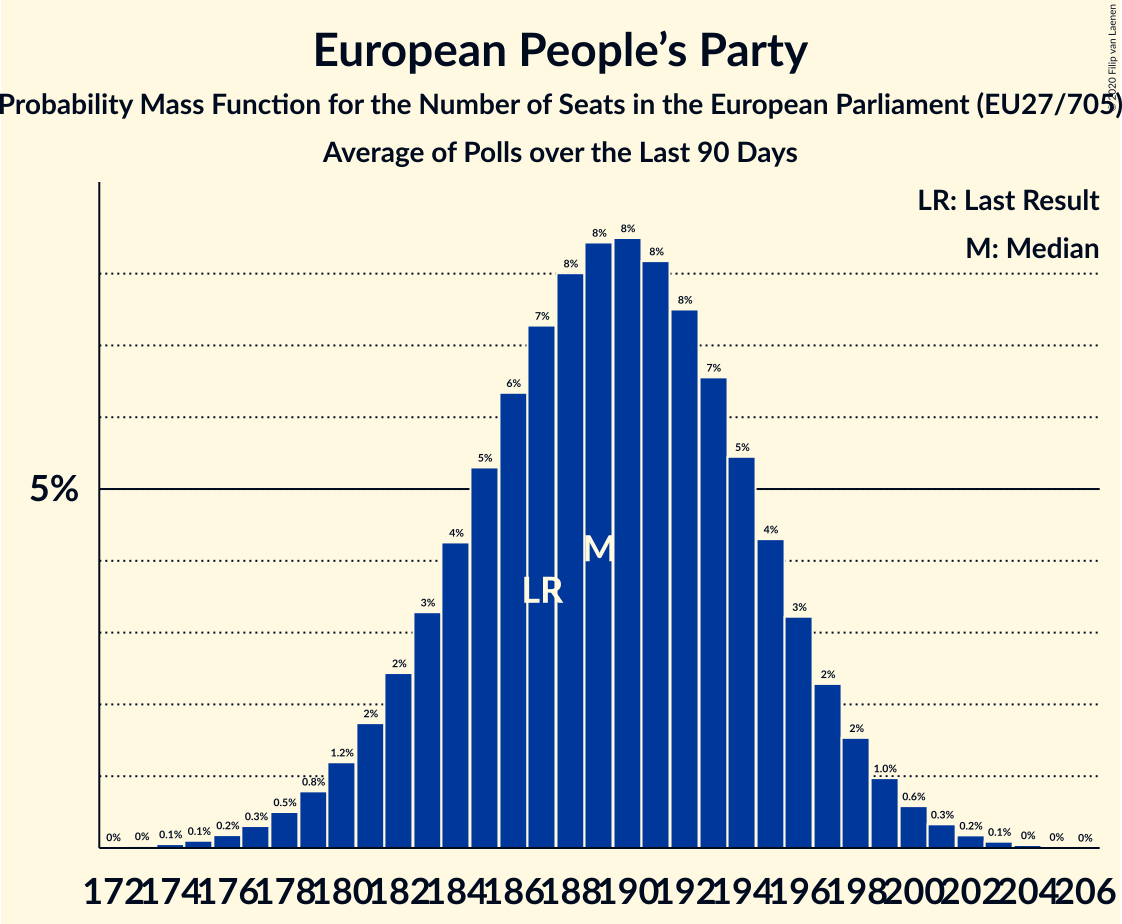 European People’s Party
Probability Mass Function for the Number of Seats in the European Parliament (EU27/705)
Average of Polls over the Last 90 Days
© 2020 Filip van Laenen
LR: Last Result
M: Median
5%
0% 0% 0.1% 0.1% 0.2% 0.3% 0.5% 0.8% 1.2% 2% 2% 3% 4% 5% 6% 7% 8% 8% 8% 8% 8% 7% 5% 4% 3% 2% 2% 1.0% 0.6% 0.3% 0.2% 0.1% 0% 0% 0%
M
LR
172 174 176 178 180 182 184 186 188 190 192 194 196 198 200 202 204 206